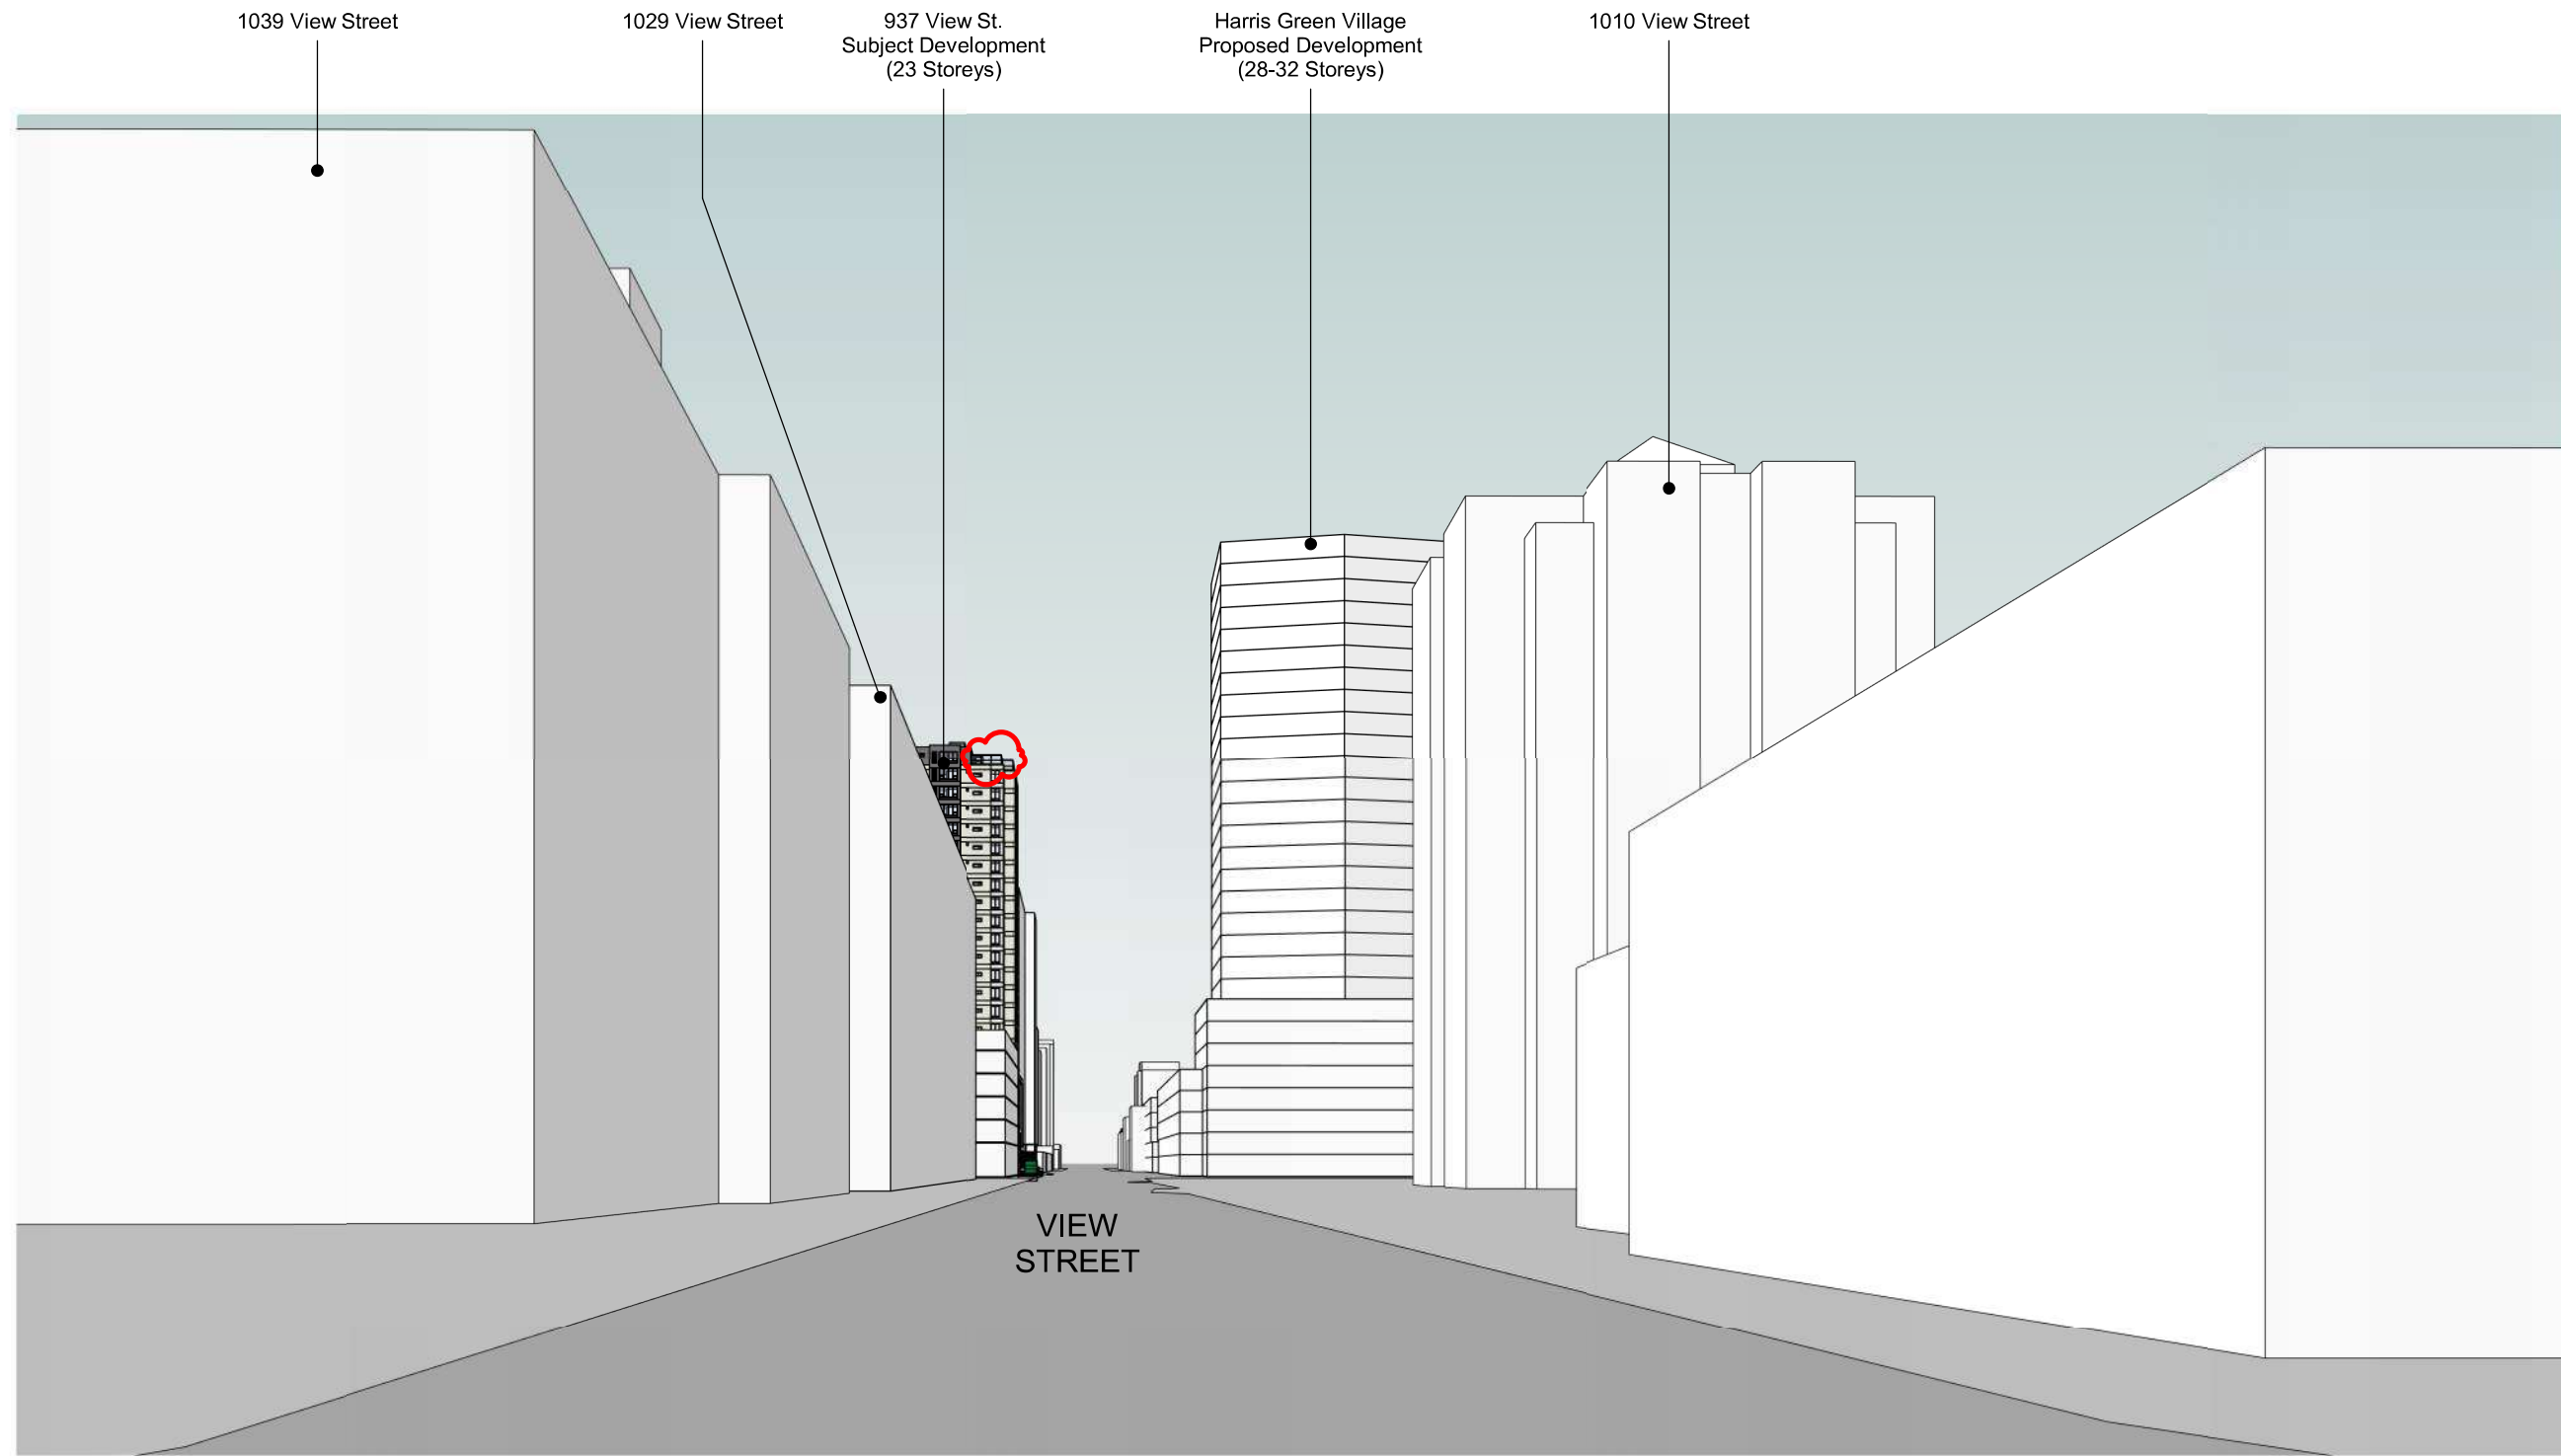 1039 View Street
1029 View Street
937 View St.
Subject Development
(23 Storeys)
Harris Green Village
Proposed Development
(28-32 Storeys)
1010 View Street
VIEW
STREET